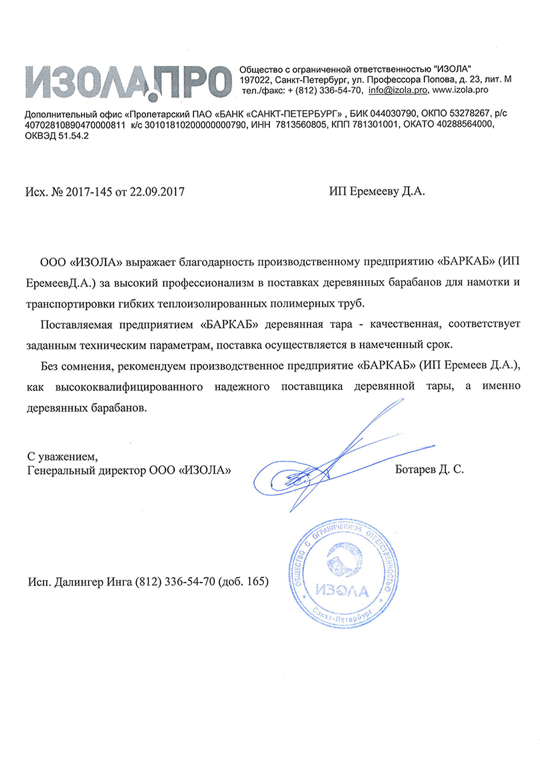 ИЗОЛА.ПРО
Общество с ограниченной ответственностью "ИЗОЛА"
197022, Санкт-Петербург, ул. Профессора Попова, д. 23, лит. М
тел./факс: + (812) 336-54-70, info@izola.pro, www.izola.pro
Дополнительный офис «Пролетарский ПАО «БАНК «САНКТ-ПЕТЕРБУРГ» , БИК 044030790, ОКПО 53278267, р/с
40702810890470000811 к/с 30101810200000000790, ИНН 7813560805, КПП 781301001, ОКАТО 40288564000,
ОКВЭД 51.54.2
Исх. № 2017-145 от 22.09.2017
ИП Еремееву Д.А.
ООО «ИЗОЛА» выражает благодарность производственному предприятию «БАРКАБ» (ИП
ЕремеевД.А.) за высокий профессионализм в поставках деревянных барабанов для намотки и
транспортировки гибких теплоизолированных полимерных труб.
Поставляемая предприятием «БАРКАБ» деревянная тара - качественная, соответствует
заданным техническим параметрам, поставка осуществляется в намеченный срок.
Без сомнения, рекомендуем производственное предприятие «БАРКАБ» (ИП Еремеев Д.А.),
как высококвалифицированного надежного поставщика деревянной тары, а именно
деревянных барабанов.
С уважением,
Генеральный директор ООО «ИЗОЛА»
Ботарев Д. С.
ОБЩЕСТВО С ОГРАНИЧЕННОЙ ОТВЕТСТВЕННОСТЬЮ
ИЗОЛА
Санкт-Петербург
Исп. Далингер Инга (812) 336-54-70 (доб. 165)